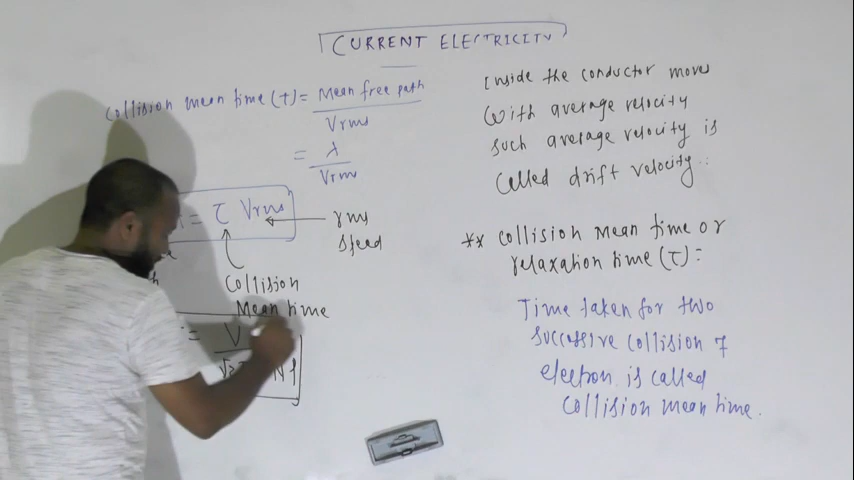 CURRENT ELECTRICITY
Collision mean time (τ) = Mean free path
Vrms
= λ
Vrms
= τ Vrms
rms
speed
Collision
Mean time
= V
Inside the conductor move
With average velocity
such average velocity is
called drift velocity..
** Collision Mean time or
relaxation time (τ) =
Time taken for two
successive collision of
electron is called
collision mean time.